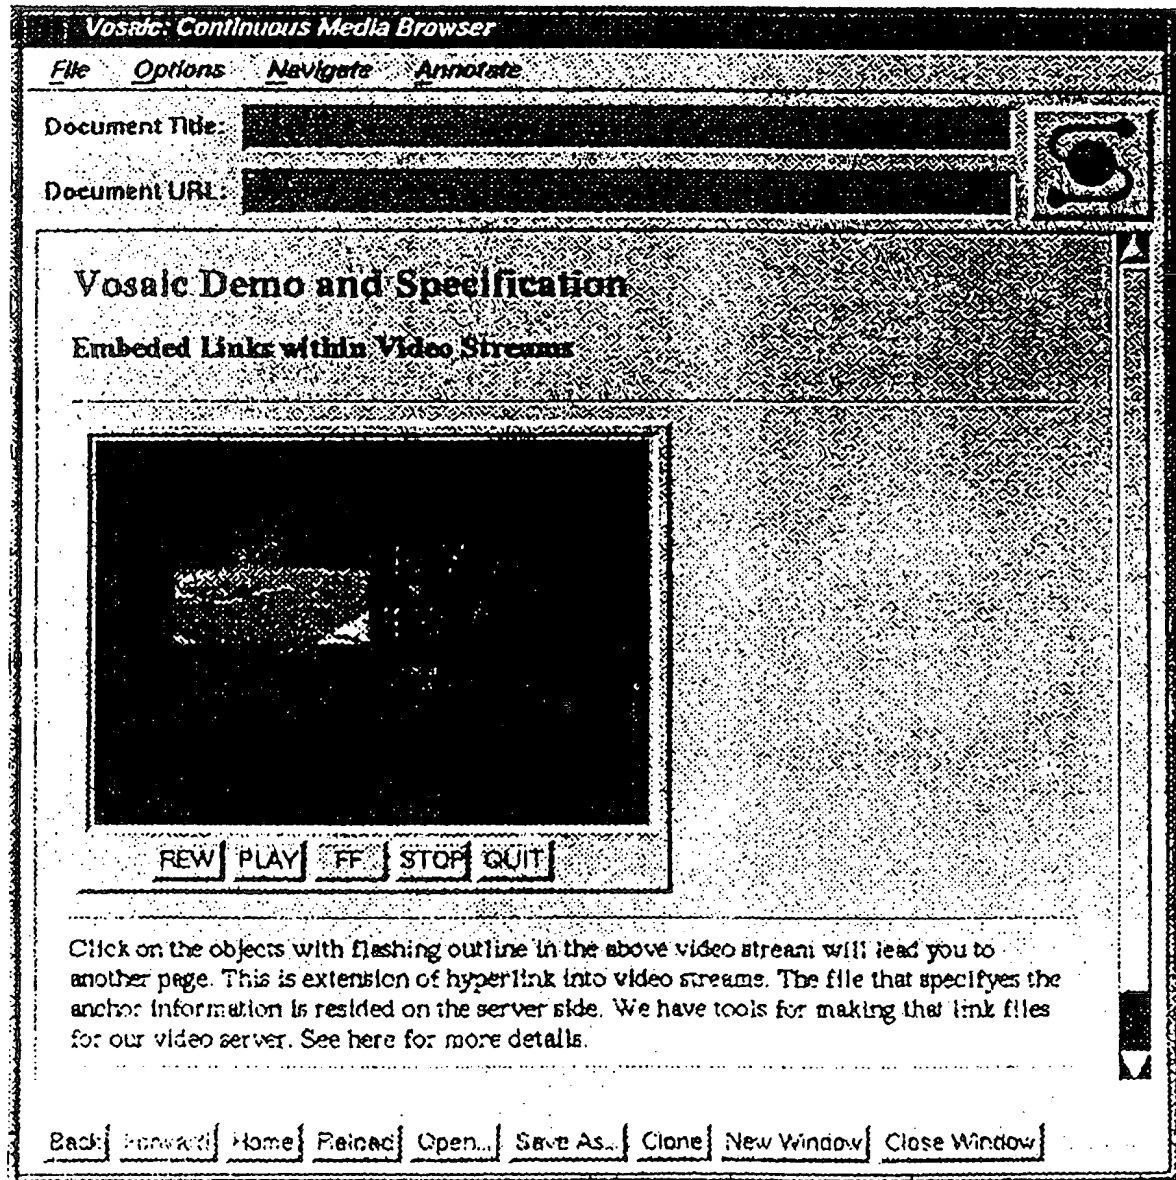 Vosaic: Continuous Media Browser
File Options Navigate Annotate
Document Title:
Document URL:
Vosaic Demo and Specification
Embeded Links within Video Streams
REW PLAY FF STOP QUIT
Click on the objects with flashing outline in the above video stream will lead you to
another page. This is extension of hyperlink into video streams. The file that specifyes the
anchor information is resided on the server side. We have tools for making that link files
for our video server. See here for more details.
Back Forward Home Reload Open... Save As... Clone New Window Close Window